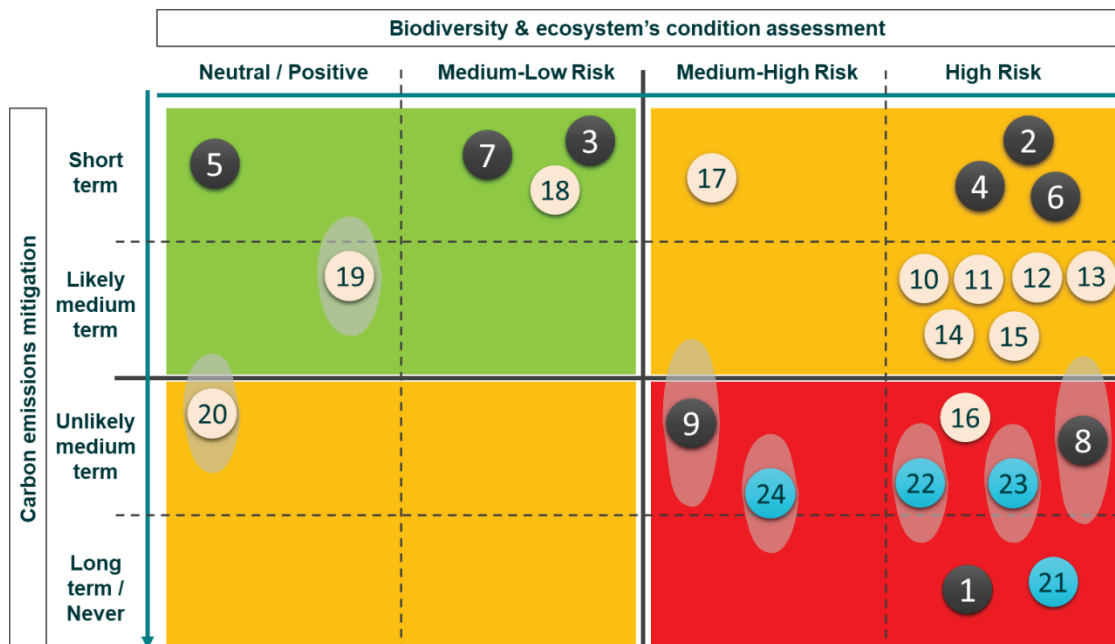 Biodiversity & ecosystem's condition assessment
Neutral / Positive
Medium-Low Risk
Medium-High Risk
High Risk
Carbon emissions mitigation
Short
term
5
7
3
18
17
2
4
6
Likely
medium
term
19
10
11
12
13
14
15
Unlikely
medium
term
20
9
24
16
22
23
8
Long
term /
Never
1
21